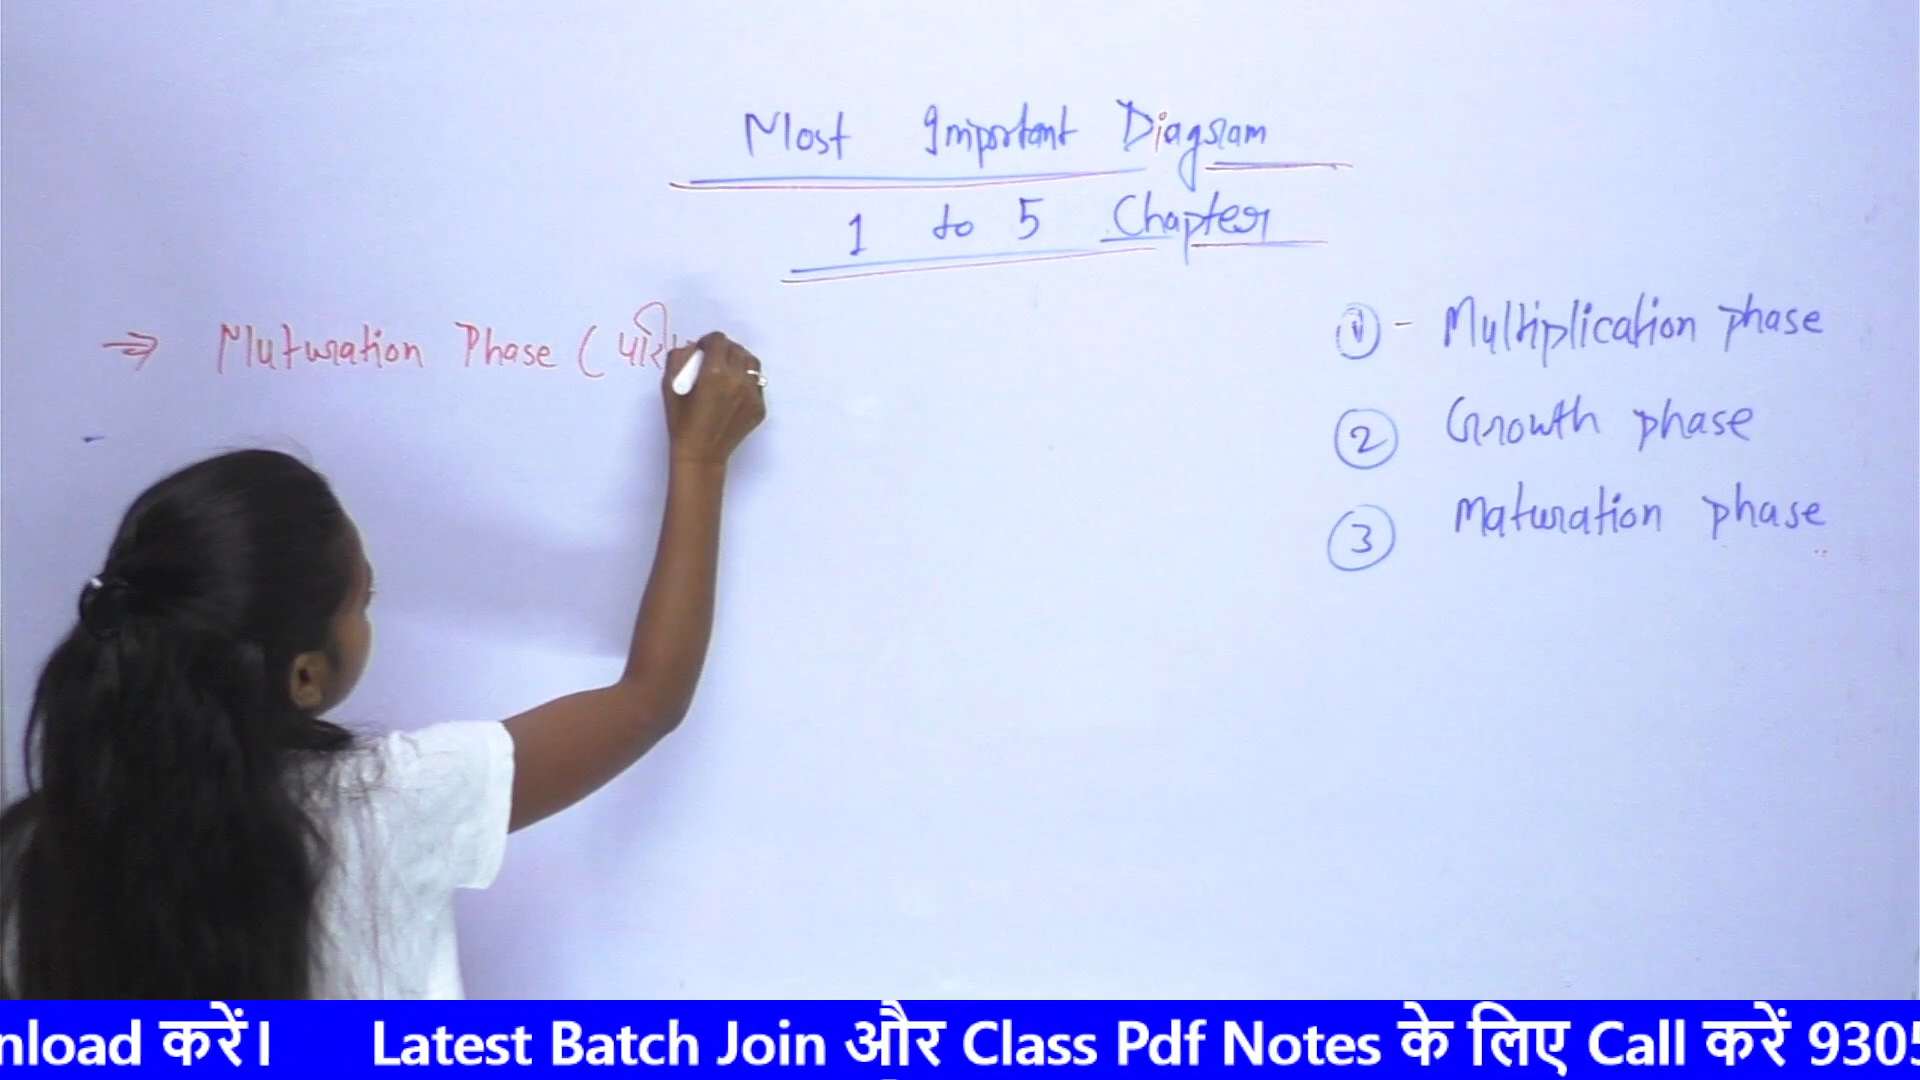 Most Important Diagram
1 to 5 Chapter
⇒ Muturation Phase (परि
① - Multiplication phase
② Growth phase
③ Maturation phase
nload करें। Latest Batch Join और Class Pdf Notes के लिए Call करें 9305